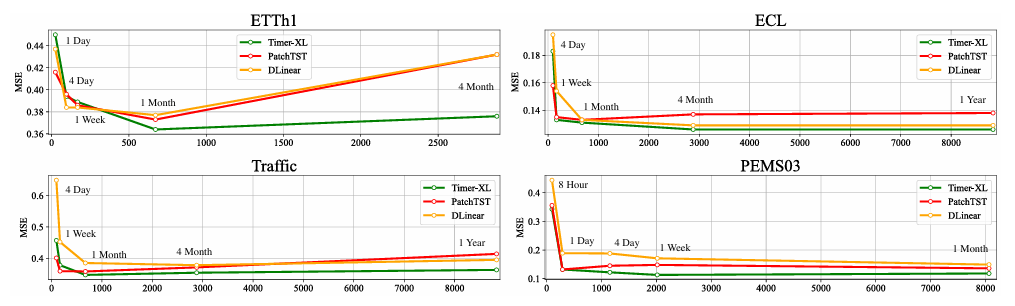 ETTh1
MSE
0.44
0.42
0.40
0.38
0.36
1 Day
4 Day
1 Week
1 Month
4 Month
Timer-XL
PatchTST
DLinear
0 500 1000 1500 2000 2500
ECL
MSE
0.18
0.16
0.14
4 Day
1 Week
1 Month
4 Month
1 Year
Timer-XL
PatchTST
DLinear
0 1000 2000 3000 4000 5000 6000 7000 8000
Traffic
MSE
0.6
0.5
0.4
4 Day
1 Week
1 Month
4 Month
1 Year
Timer-XL
PatchTST
DLinear
0 1000 2000 3000 4000 5000 6000 7000 8000
PEMS03
MSE
0.4
0.3
0.2
0.1
8 Hour
1 Day
4 Day
1 Week
1 Month
Timer-XL
PatchTST
DLinear
0 1000 2000 3000 4000 5000 6000 7000 8000